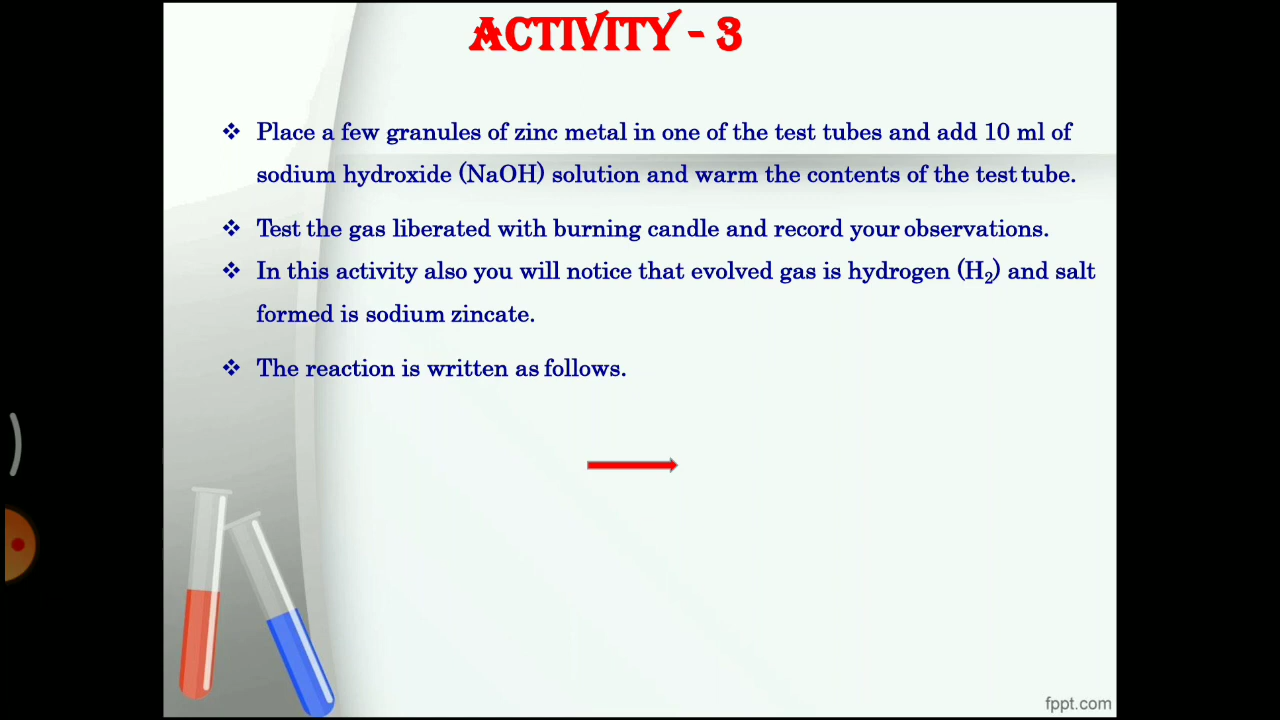 ACTIVITY - 3
❖ Place a few granules of zinc metal in one of the test tubes and add 10 ml of
sodium hydroxide (NaOH) solution and warm the contents of the test tube.
❖ Test the gas liberated with burning candle and record your observations.
❖ In this activity also you will notice that evolved gas is hydrogen (H₂) and salt
formed is sodium zincate.
❖ The reaction is written as follows.
fppt.com